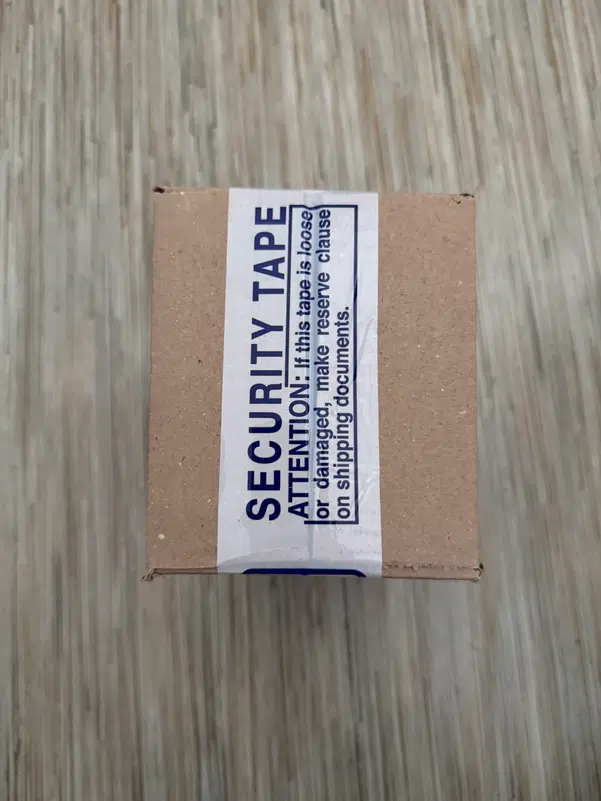 SECURITY TAPE
ATTENTION: If this tape is loose
or damaged, make reserve clause
on shipping documents.